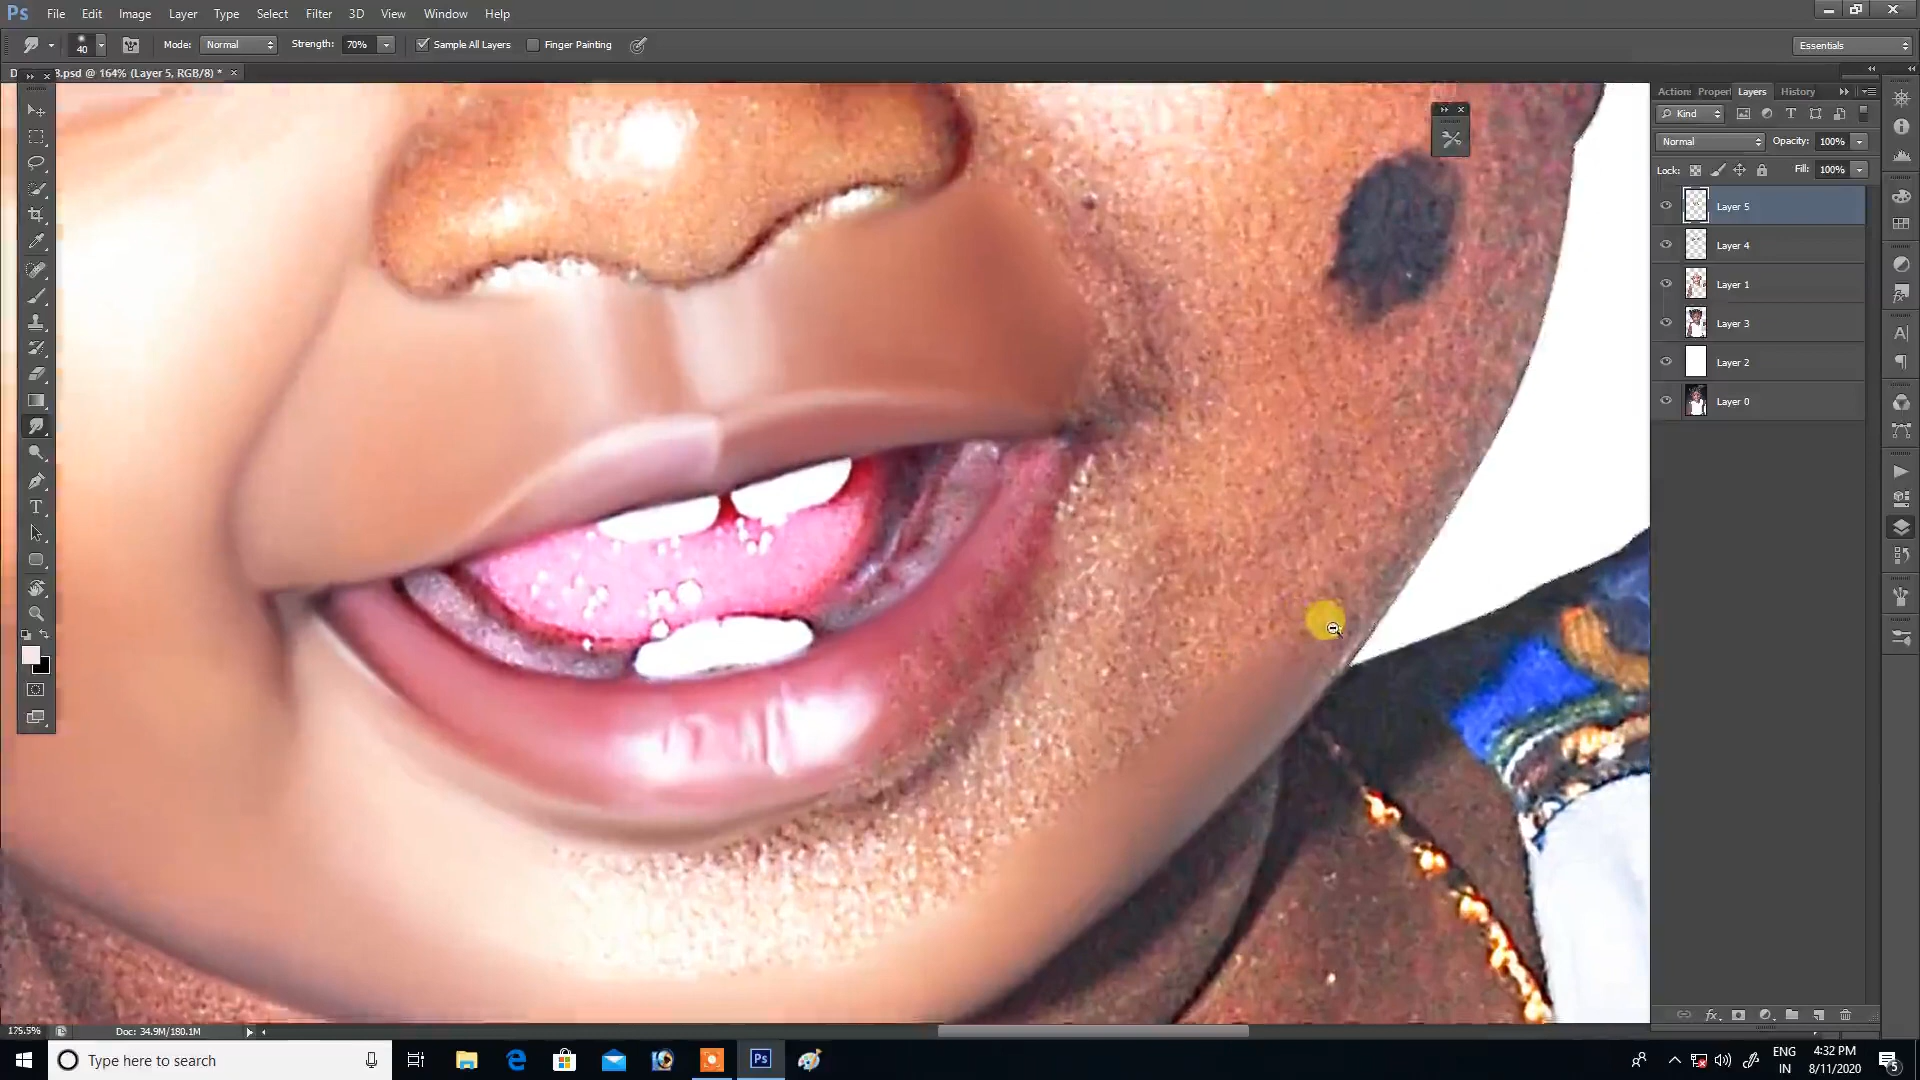 Ps File Edit Image Layer Type Select Filter 3D View Window Help
40 Mode: Normal Strength: 70% Sample All Layers Finger Painting Essentials
8.psd @ 164% (Layer 5, RGB/8) * ×
Layers History
Kind
Normal Opacity: 100%
Lock: Fill: 100%
Layer 5
Layer 4
Layer 1
Layer 3
Layer 2
Layer 0
175.5% Doc: 34.9M/180.1M
Type here to search
Ps
ENG
IN
4:32 PM
8/11/2020
5